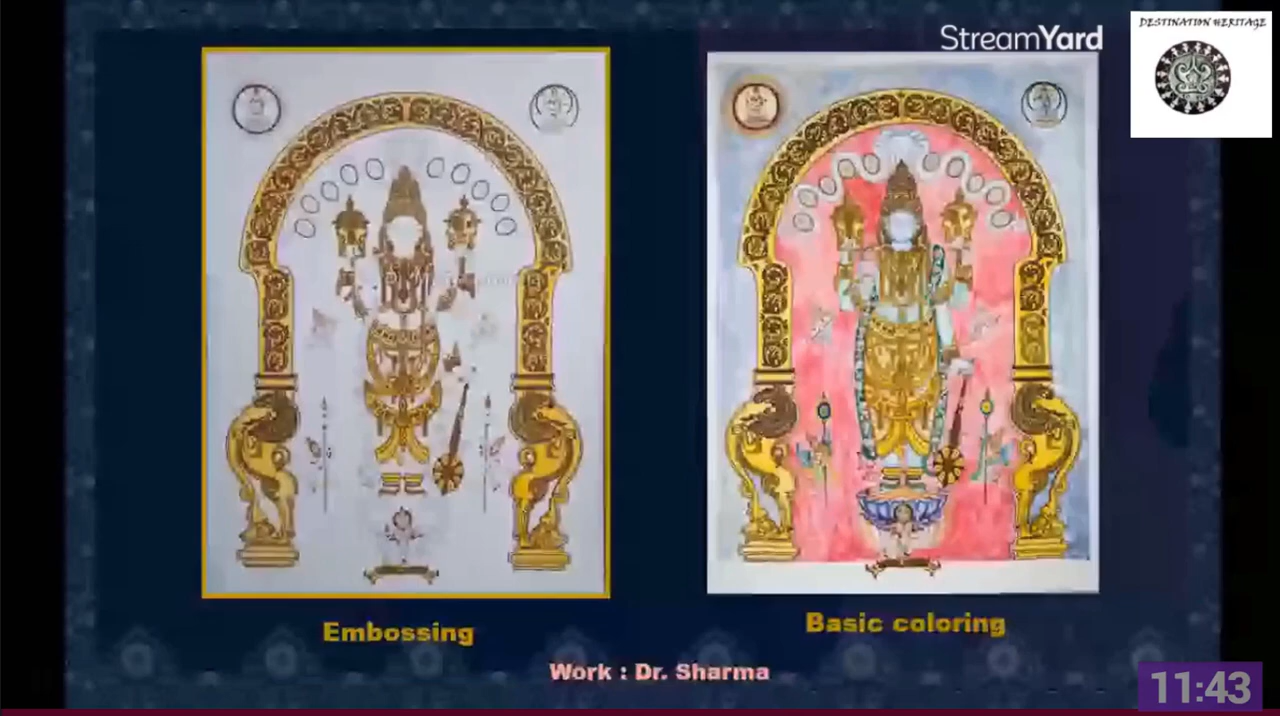 StreamYard
DESTINATION HERITAGE
Embossing
Basic coloring
Work : Dr. Sharma
11:43